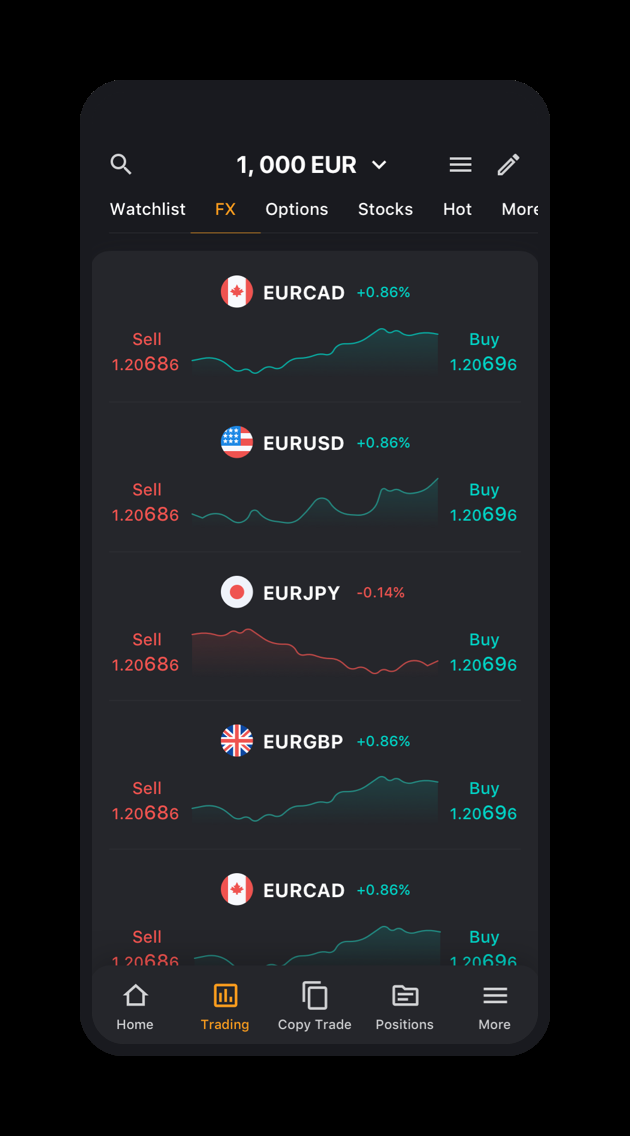 1, 000 EUR
Watchlist FX Options Stocks Hot More
EURCAD +0.86%
Sell Buy
1.20686 1.20696
EURUSD +0.86%
Sell Buy
1.20686 1.20696
EURJPY -0.14%
Sell Buy
1.20686 1.20696
EURGBP +0.86%
Sell Buy
1.20686 1.20696
EURCAD +0.86%
Sell Buy
1.20686 1.20696
Home Trading Copy Trade Positions More